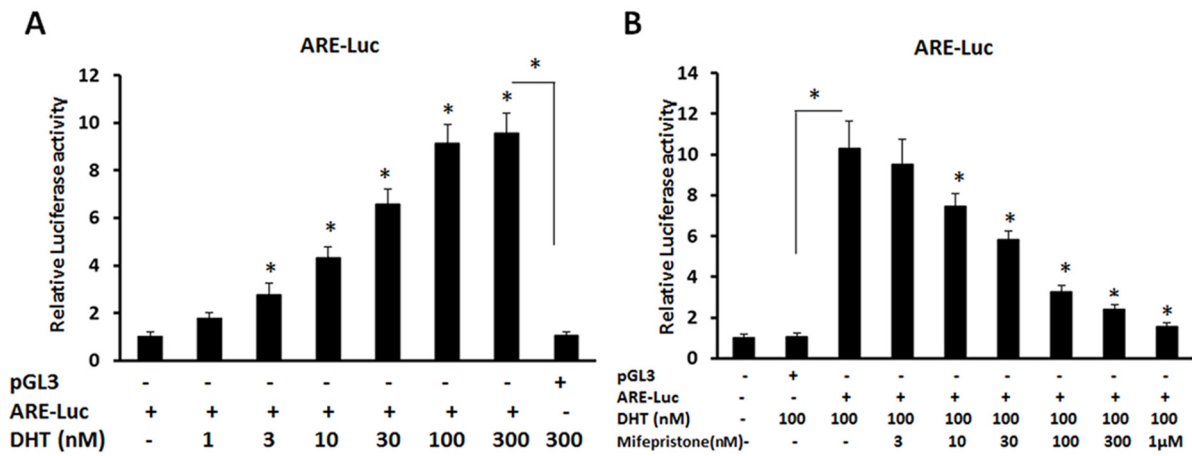 A
ARE-Luc
Relative Luciferase activity
12
10
8
6
4
2
0
*
* * * * *
pGL3 - - - - - - - +
ARE-Luc + + + + + + + -
DHT (nM) - 1 3 10 30 100 300 300
B
ARE-Luc
Relative Luciferase activity
14
12
10
8
6
4
2
0
*
* * * * *
pGL3 - + - - - - - - -
ARE-Luc - - + + + + + + +
DHT (nM) - 100 100 100 100 100 100 100 100
Mifepristone(nM)- - - 3 10 30 100 300 1µM